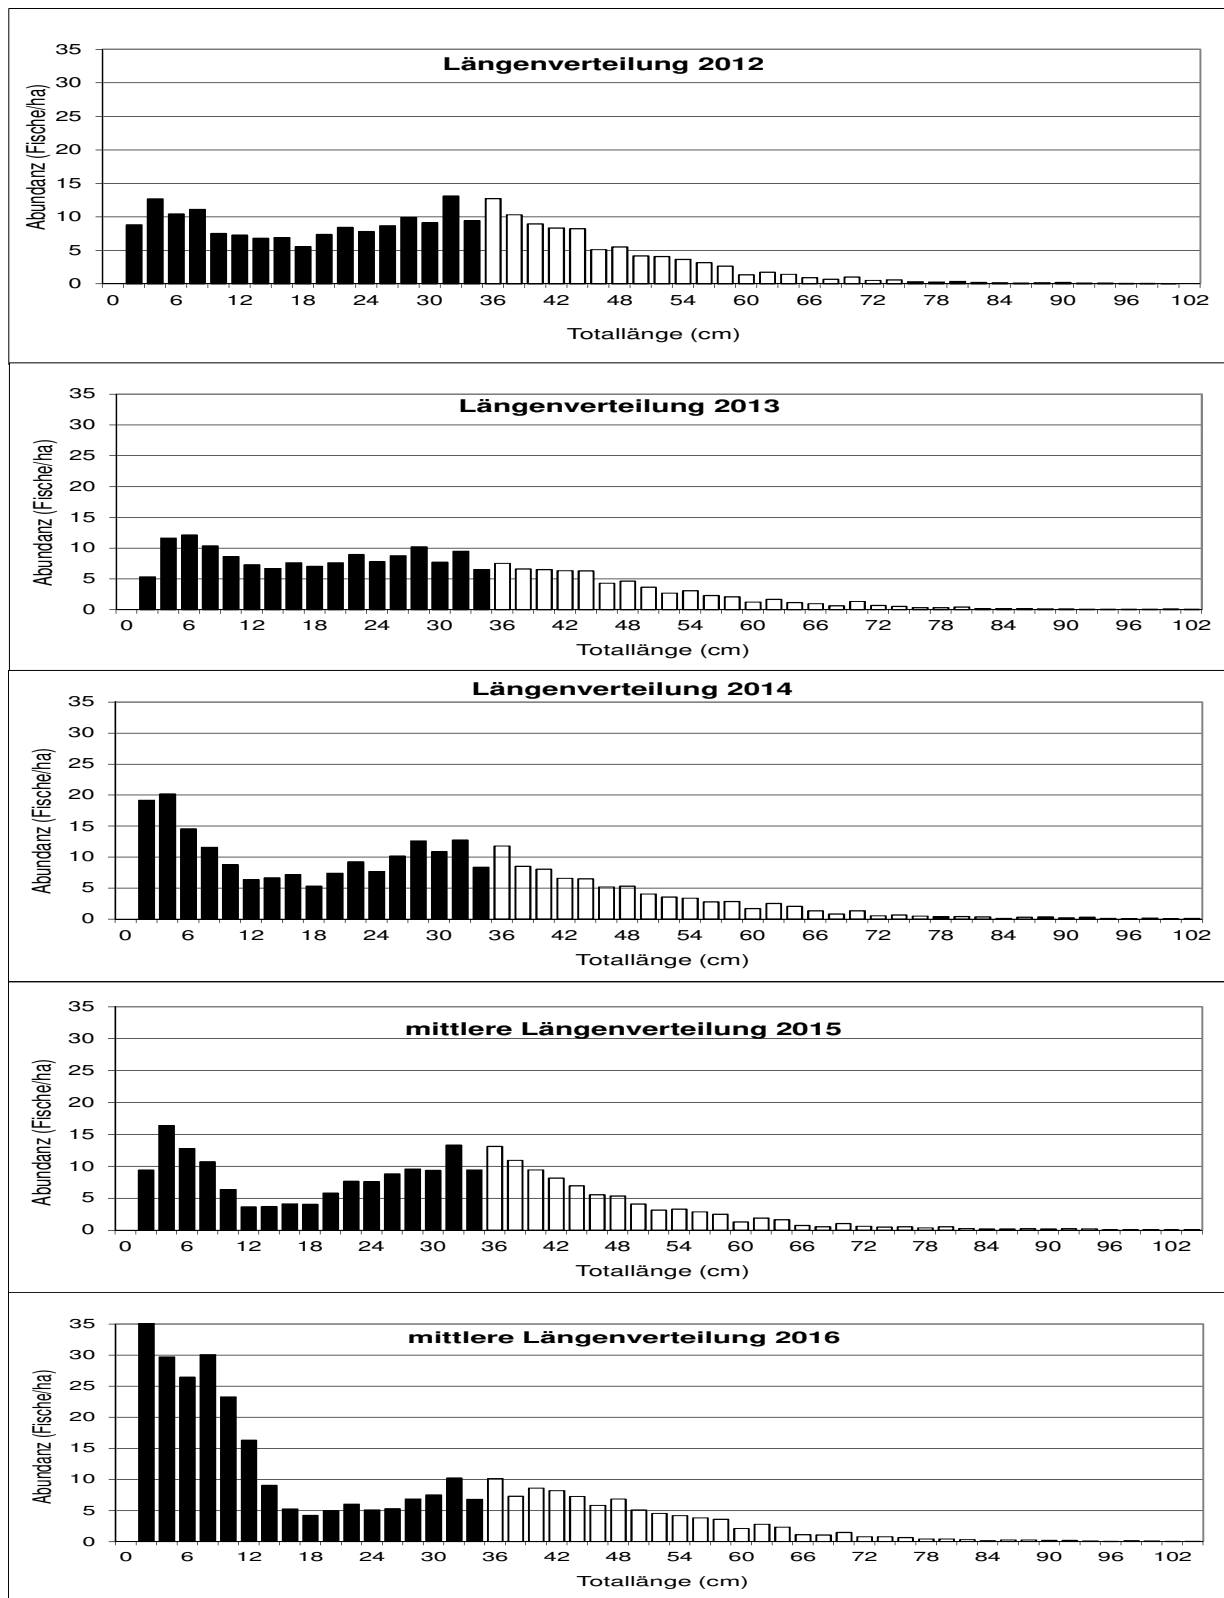 Längenverteilung 2012
Abundanz (Fische/ha)
35
30
25
20
15
10
5
0
0 6 12 18 24 30 36 42 48 54 60 66 72 78 84 90 96 102
Totallänge (cm)
Längenverteilung 2013
Abundanz (Fische/ha)
35
30
25
20
15
10
5
0
0 6 12 18 24 30 36 42 48 54 60 66 72 78 84 90 96 102
Totallänge (cm)
Längenverteilung 2014
Abundanz (Fische/ha)
35
30
25
20
15
10
5
0
0 6 12 18 24 30 36 42 48 54 60 66 72 78 84 90 96 102
Totallänge (cm)
mittlere Längenverteilung 2015
Abundanz (Fische/ha)
35
30
25
20
15
10
5
0
0 6 12 18 24 30 36 42 48 54 60 66 72 78 84 90 96 102
Totallänge (cm)
mittlere Längenverteilung 2016
Abundanz (Fische/ha)
35
30
25
20
15
10
5
0
0 6 12 18 24 30 36 42 48 54 60 66 72 78 84 90 96 102
Totallänge (cm)